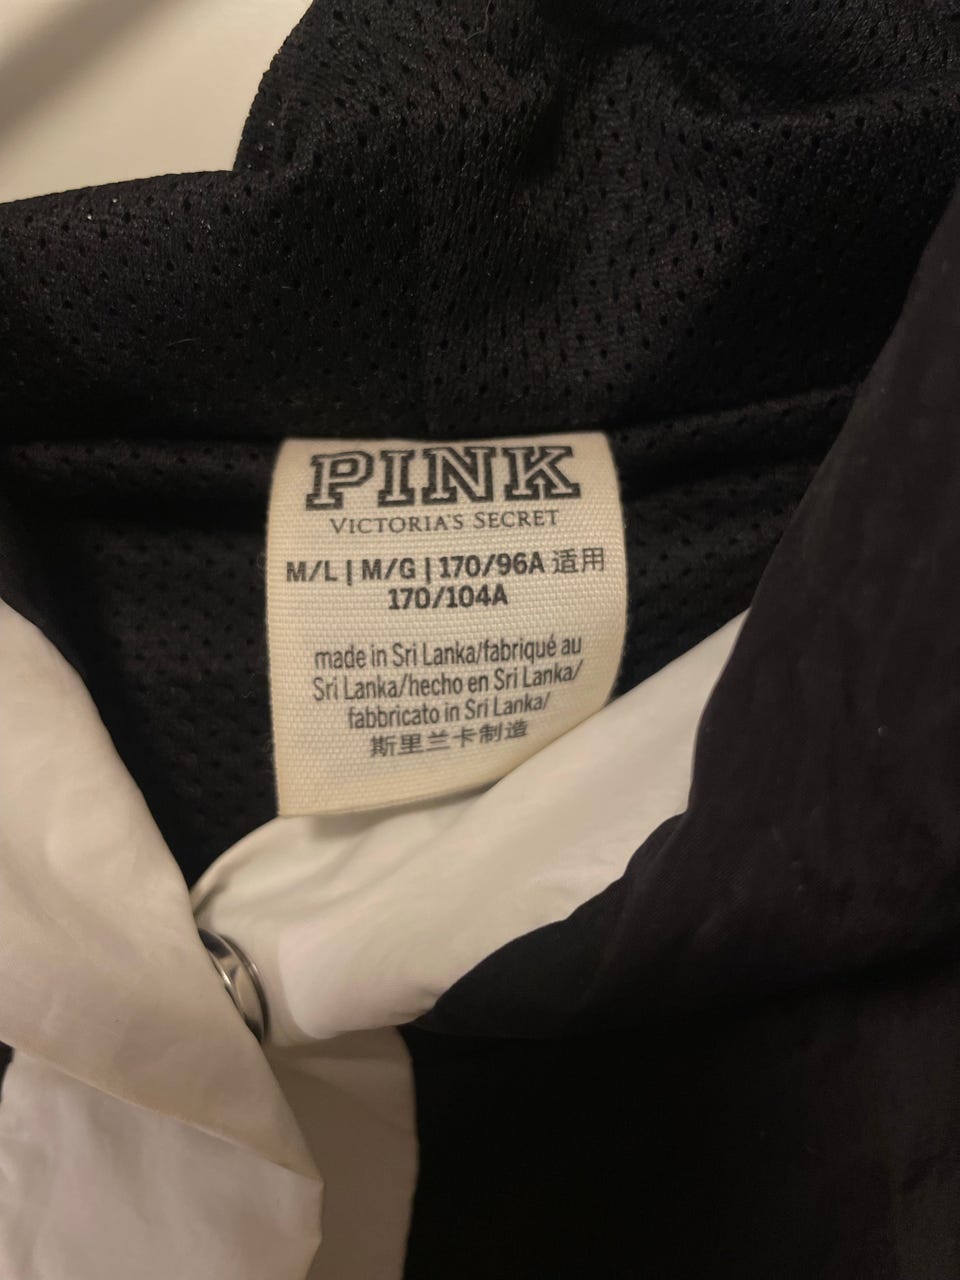 PINK
VICTORIA'S SECRET
M/L | M/G | 170/96A 适用
170/104A
made in Sri Lanka/fabriqué au
Sri Lanka/hecho en Sri Lanka/
fabbricato in Sri Lanka/
斯里兰卡制造